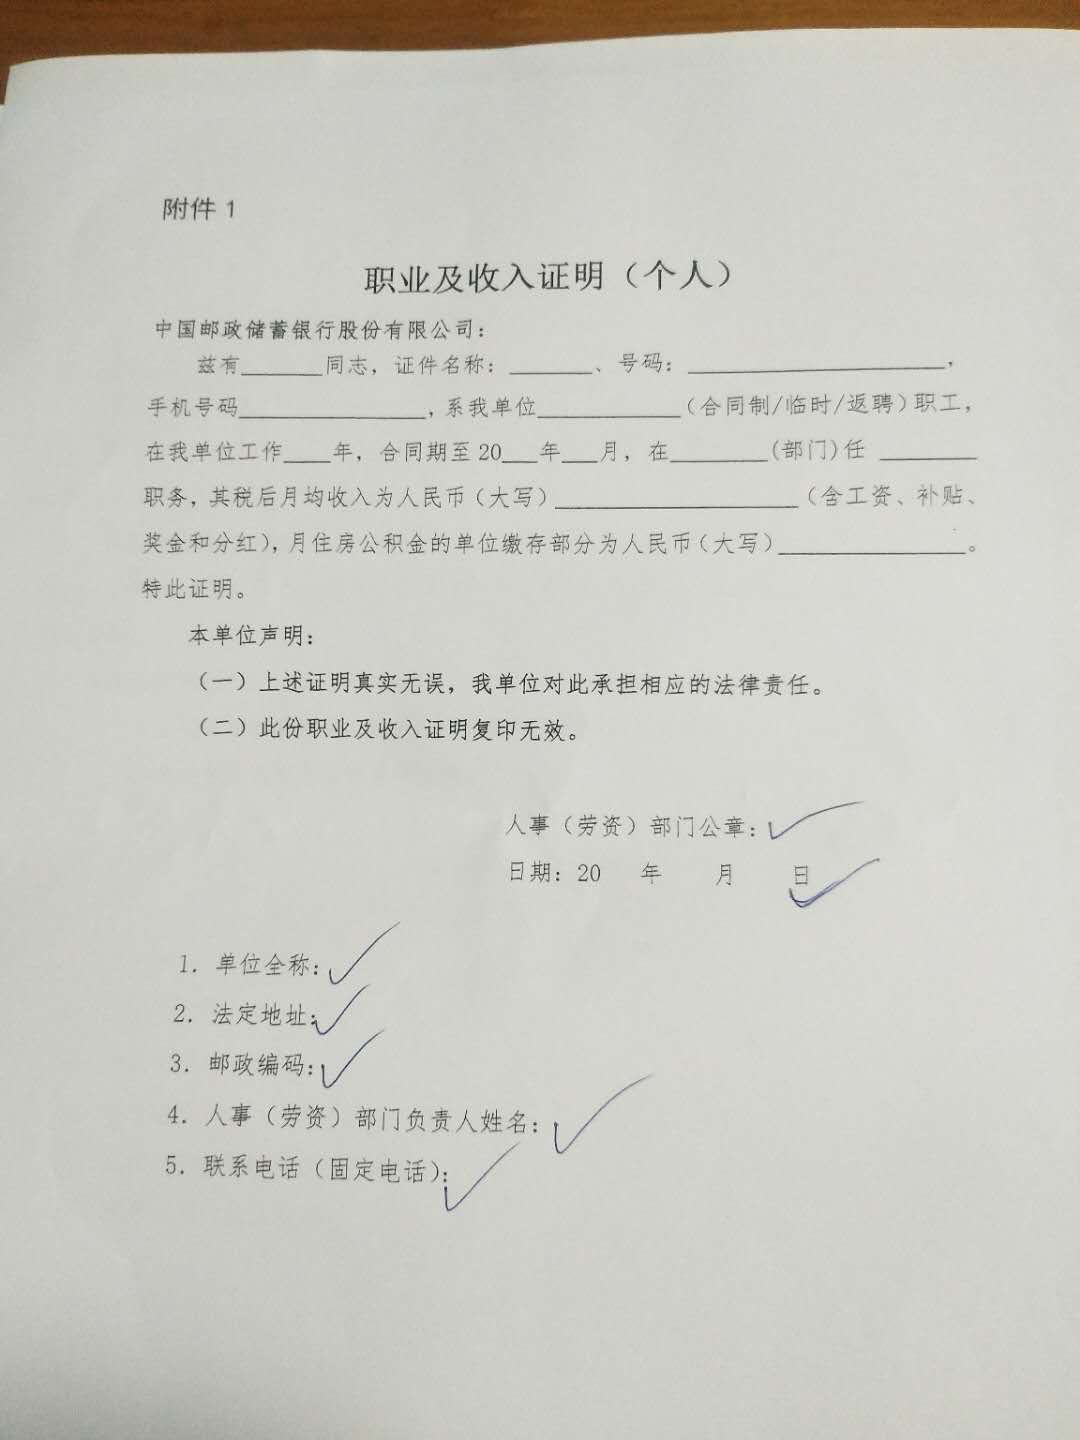 附件 1
职业及收入证明（个人）
中国邮政储蓄银行股份有限公司：
兹有_______同志，证件名称：_______、号码：______________________，
手机号码________________，系我单位____________（合同制/临时/返聘）职工，
在我单位工作____年，合同期至 20___年___月，在________(部门)任 ________
职务，其税后月均收入为人民币（大写）_____________________（含工资、补贴、
奖金和分红），月住房公积金的单位缴存部分为人民币（大写）________________。
特此证明。
本单位声明：
（一）上述证明真实无误，我单位对此承担相应的法律责任。
（二）此份职业及收入证明复印无效。
人事（劳资）部门公章：
日期：20 年 月 日
1. 单位全称：
2. 法定地址：
3. 邮政编码：
4. 人事（劳资）部门负责人姓名：
5. 联系电话（固定电话）：